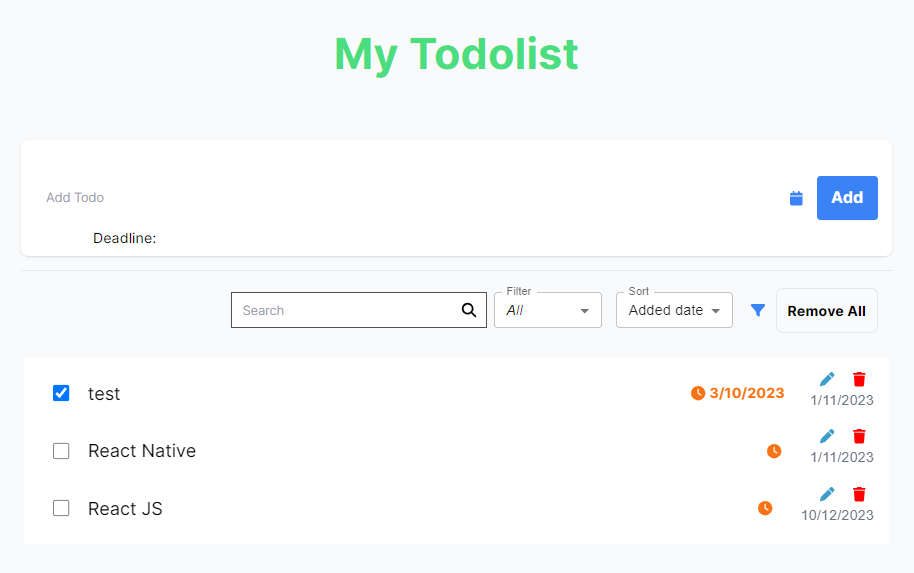 My Todolist
Add Todo
Add
Deadline:
Search
Filter
All
Sort
Added date
Remove All
test
3/10/2023
1/11/2023
React Native
1/11/2023
React JS
10/12/2023